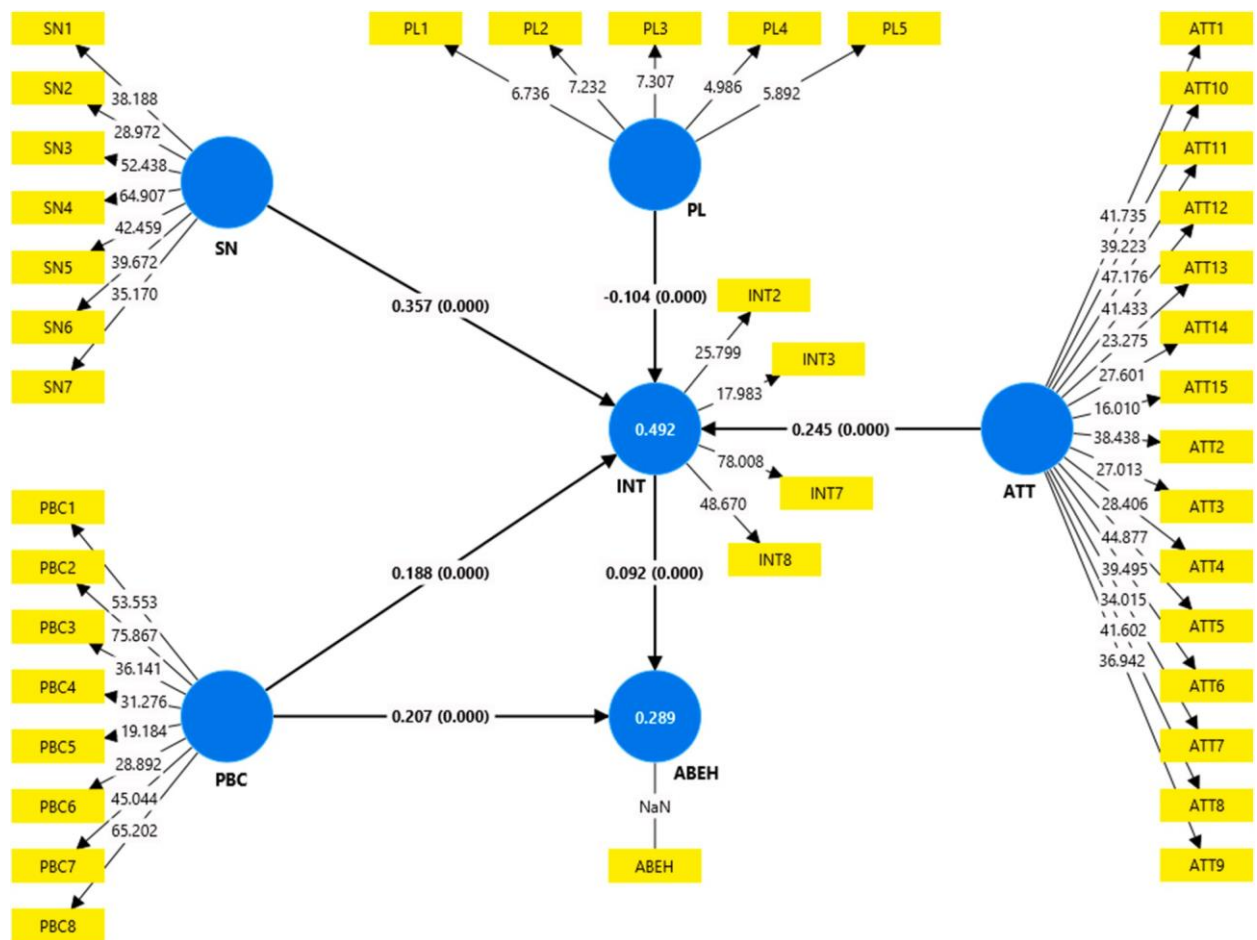 SN1
SN2
SN3
SN4
SN5
SN6
SN7
38.188
28.972
52.438
64.907
42.459
39.672
35.170
SN
PL1
PL2
PL3
PL4
PL5
6.736
7.232
7.307
4.986
5.892
PL
0.357 (0.000)
-0.104 (0.000)
INT2
INT3
INT7
INT8
25.799
17.983
78.008
48.670
0.492
INT
0.245 (0.000)
ATT
ATT1
ATT10
ATT11
ATT12
ATT13
ATT14
ATT15
ATT2
ATT3
ATT4
ATT5
ATT6
ATT7
ATT8
ATT9
41.735
39.223
47.176
41.433
23.275
27.601
16.010
38.438
27.013
28.406
44.877
39.495
34.015
41.602
36.942
PBC1
PBC2
PBC3
PBC4
PBC5
PBC6
PBC7
PBC8
53.553
75.867
36.141
31.276
19.184
28.892
45.044
65.202
PBC
0.188 (0.000)
0.092 (0.000)
0.207 (0.000)
0.289
ABEH
NaN
ABEH